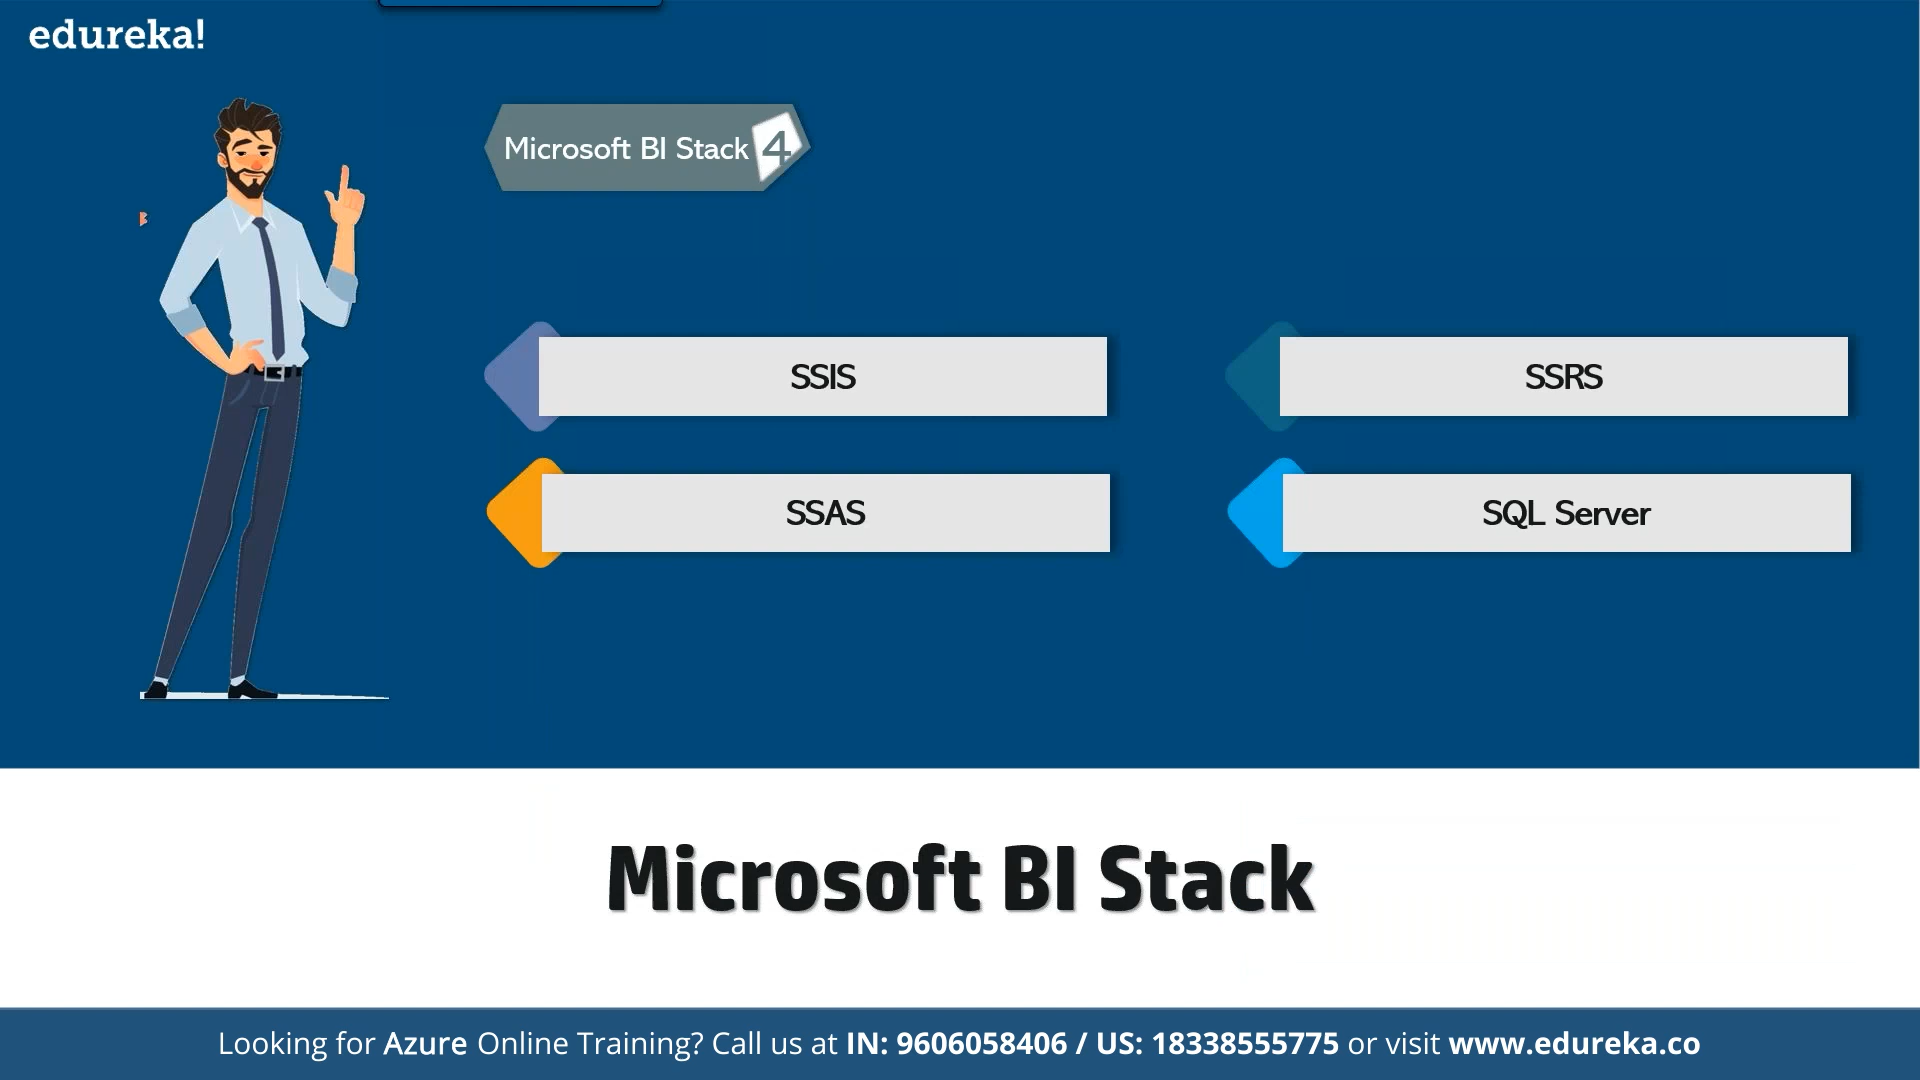 edureka!
Microsoft BI Stack 4
SSIS
SSRS
SSAS
SQL Server
Microsoft BI Stack
Looking for Azure Online Training? Call us at IN: 9606058406 / US: 18338555775 or visit www.edureka.co